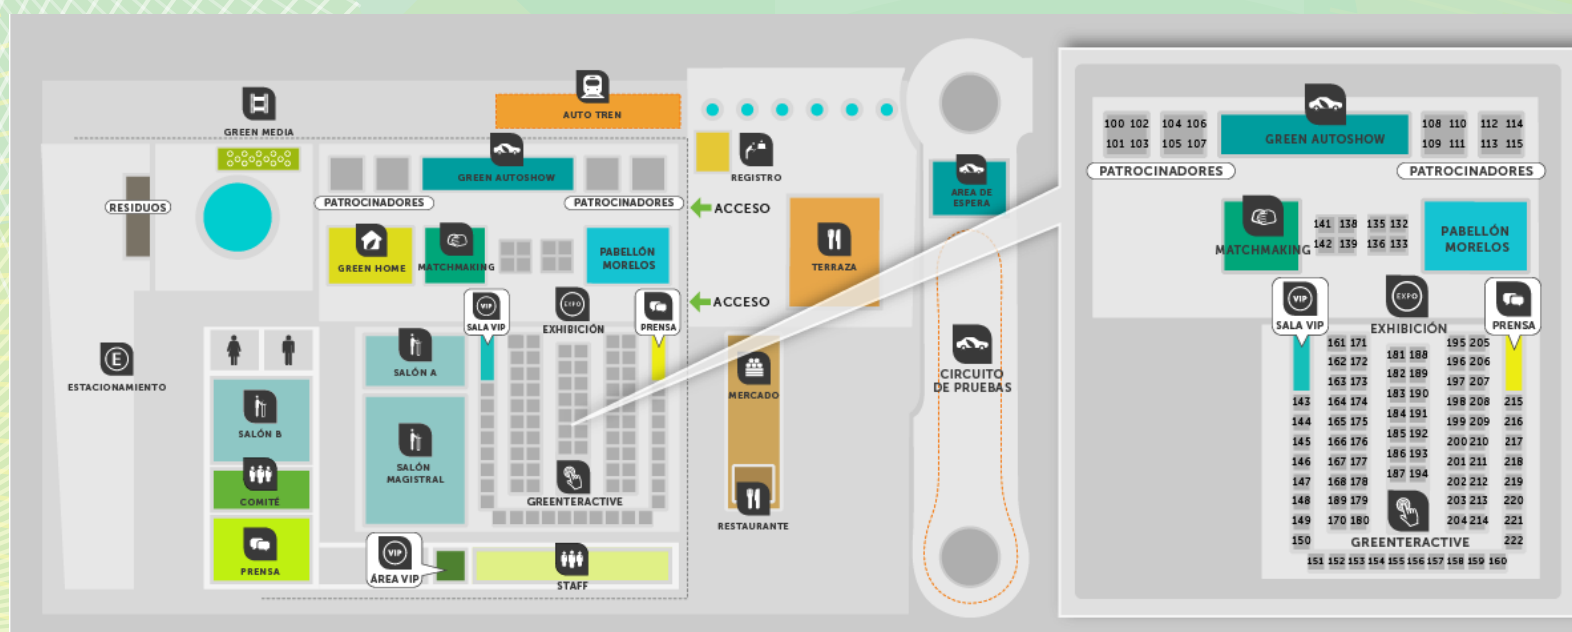 GREEN MEDIA
AUTO TREN
GREEN AUTOSHOW
REGISTRO
AREA DE
ESPERA
RESIDUOS
PATROCINADORES
PATROCINADORES
ACCESO
GREEN HOME
MATCHMAKING
PABELLÓN
MORELOS
TERRAZA
ACCESO
VIP
SALA VIP
EXPO
EXHIBICIÓN
PRENSA
E
ESTACIONAMIENTO
SALÓN A
MERCADO
CIRCUITO
DE PRUEBAS
SALÓN B
SALÓN
MAGISTRAL
COMITÉ
GREENTERACTIVE
RESTAURANTE
PRENSA
VIP
ÁREA VIP
STAFF
100 102 104 106
101 103 105 107
GREEN AUTOSHOW
108 110 112 114
109 111 113 115
PATROCINADORES
PATROCINADORES
MATCHMAKING
141 138 135 132
142 139 136 133
PABELLÓN
MORELOS
VIP
SALA VIP
EXPO
EXHIBICIÓN
PRENSA
161 171
162 172
163 173
164 174
165 175
166 176
167 177
168 178
189 179
170 180
181 188
182 189
183 190
184 191
185 192
186 193
187 194
195 205
196 206
197 207
198 208
199 209
200 210
201 211
202 212
203 213
204 214
143
144
145
146
147
148
149
150
215
216
217
218
219
220
221
222
GREENTERACTIVE
151 152 153 154 155 156 157 158 159 160